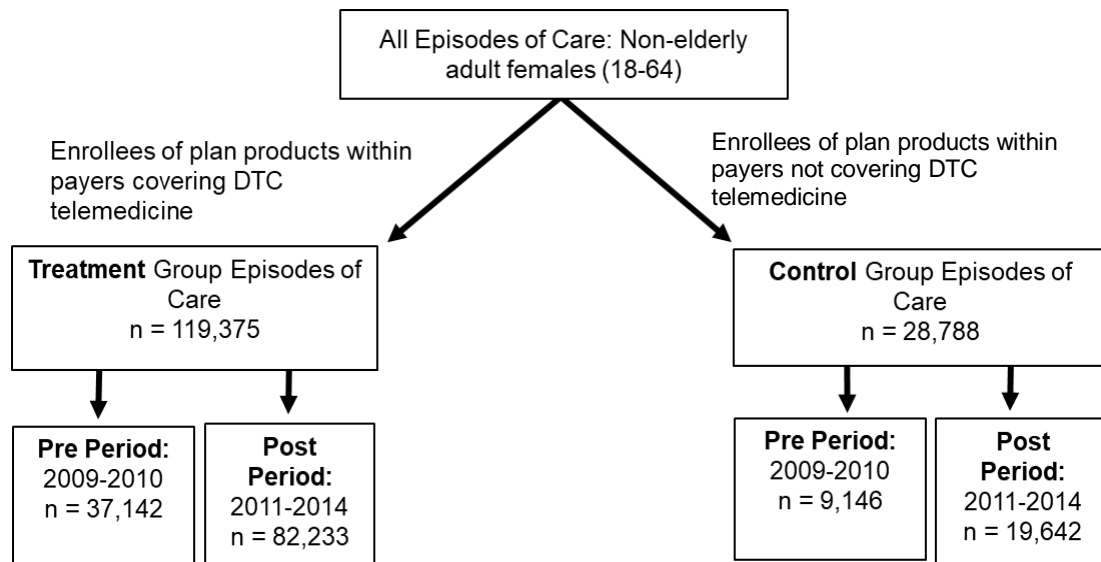 All Episodes of Care: Non-elderly
adult females (18-64)
Enrollees of plan products within
payers covering DTC
telemedicine
Enrollees of plan products within
payers not covering DTC
telemedicine
Treatment Group Episodes of
Care
n = 119,375
Control Group Episodes of
Care
n = 28,788
Pre Period:
2009-2010
n = 37,142
Post
Period:
2011-2014
n = 82,233
Pre Period:
2009-2010
n = 9,146
Post
Period:
2011-2014
n = 19,642